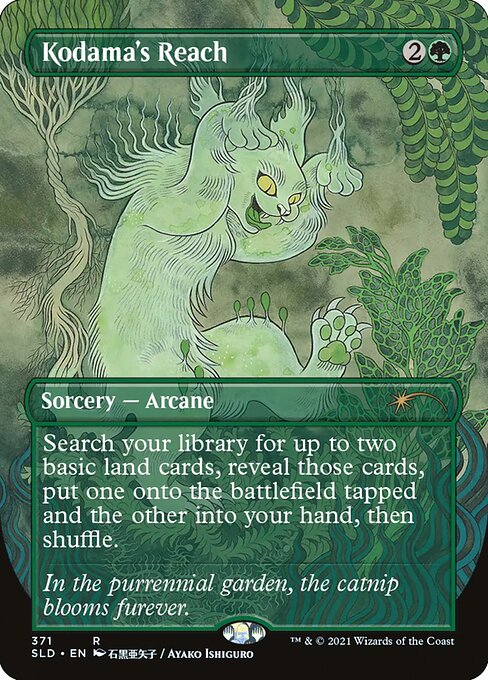 Kodama's Reach 2
Sorcery — Arcane
Search your library for up to two
basic land cards, reveal those cards,
put one onto the battlefield tapped
and the other into your hand, then
shuffle.
In the purrennial garden, the catnip
blooms furever.
371 R ™ & © 2021 Wizards of the Coast
SLD • EN 石黒亜矢子 / Ayako Ishiguro